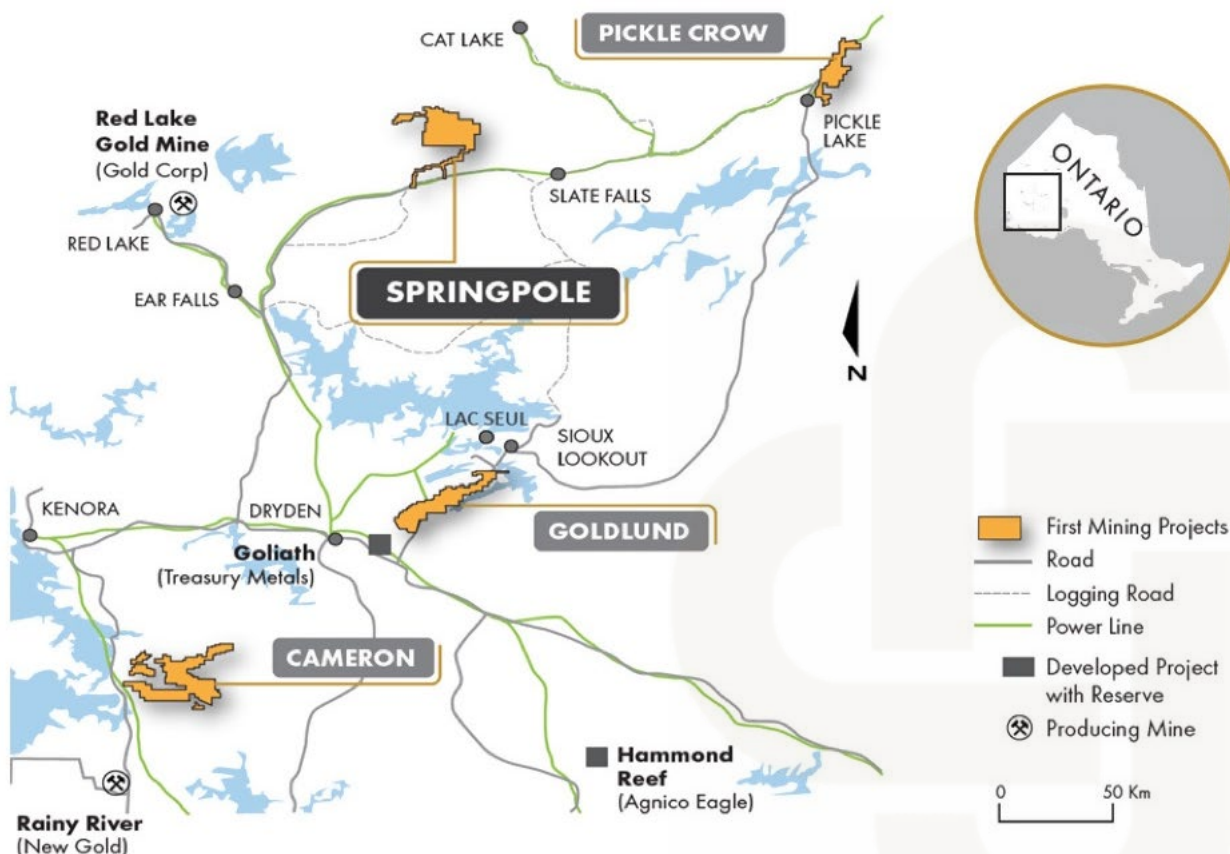 CAT LAKE
PICKLE CROW
Red Lake
Gold Mine
(Gold Corp)
PICKLE
LAKE
ONTARIO
SLATE FALLS
RED LAKE
EAR FALLS
SPRINGPOLE
N
LAC SEUL
SIOUX
LOOKOUT
KENORA
DRYDEN
GOLDLUND
Goliath
(Treasury Metals)
CAMERON
Hammond
Reef
(Agnico Eagle)
Rainy River
(New Gold)
First Mining Projects
Road
Logging Road
Power Line
Developed Project
with Reserve
Producing Mine
0 50 Km